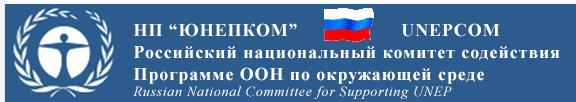 НП “ЮНЕПКОМ” UNEPCOM
Российский национальный комитет содействия
Программе ООН по окружающей среде
Russian National Committee for Supporting UNEP